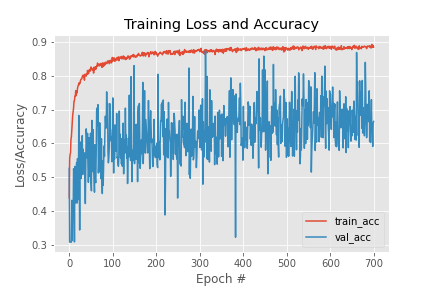 Training Loss and Accuracy
Loss/Accuracy
0.9
0.8
0.7
0.6
0.5
0.4
0.3
0 100 200 300 400 500 600 700
Epoch #
train_acc
val_acc